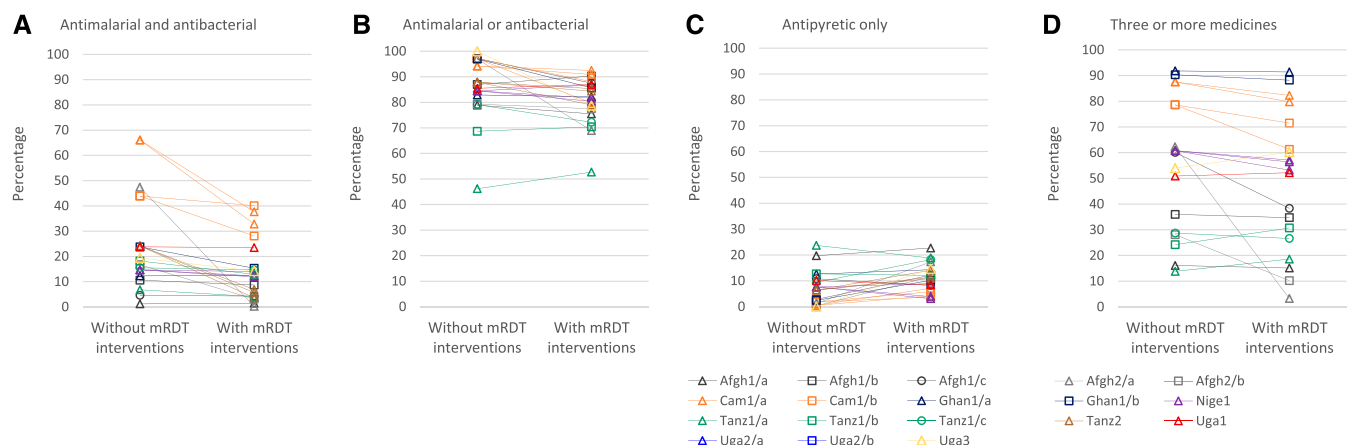 A Antimalarial and antibacterial
Percentage
100
90
80
70
60
50
40
30
20
10
0
Without mRDT interventions
With mRDT interventions
B Antimalarial or antibacterial
Percentage
100
90
80
70
60
50
40
30
20
10
0
Without mRDT interventions
With mRDT interventions
C Antipyretic only
Percentage
100
90
80
70
60
50
40
30
20
10
0
Without mRDT interventions
With mRDT interventions
D Three or more medicines
Percentage
100
90
80
70
60
50
40
30
20
10
0
Without mRDT interventions
With mRDT interventions
Afgh1/a Afgh1/b Afgh1/c Afgh2/a Afgh2/b
Cam1/a Cam1/b Ghan1/a Ghan1/b Nige1
Tanz1/a Tanz1/b Tanz1/c Tanz2 Uga1
Uga2/a Uga2/b Uga3